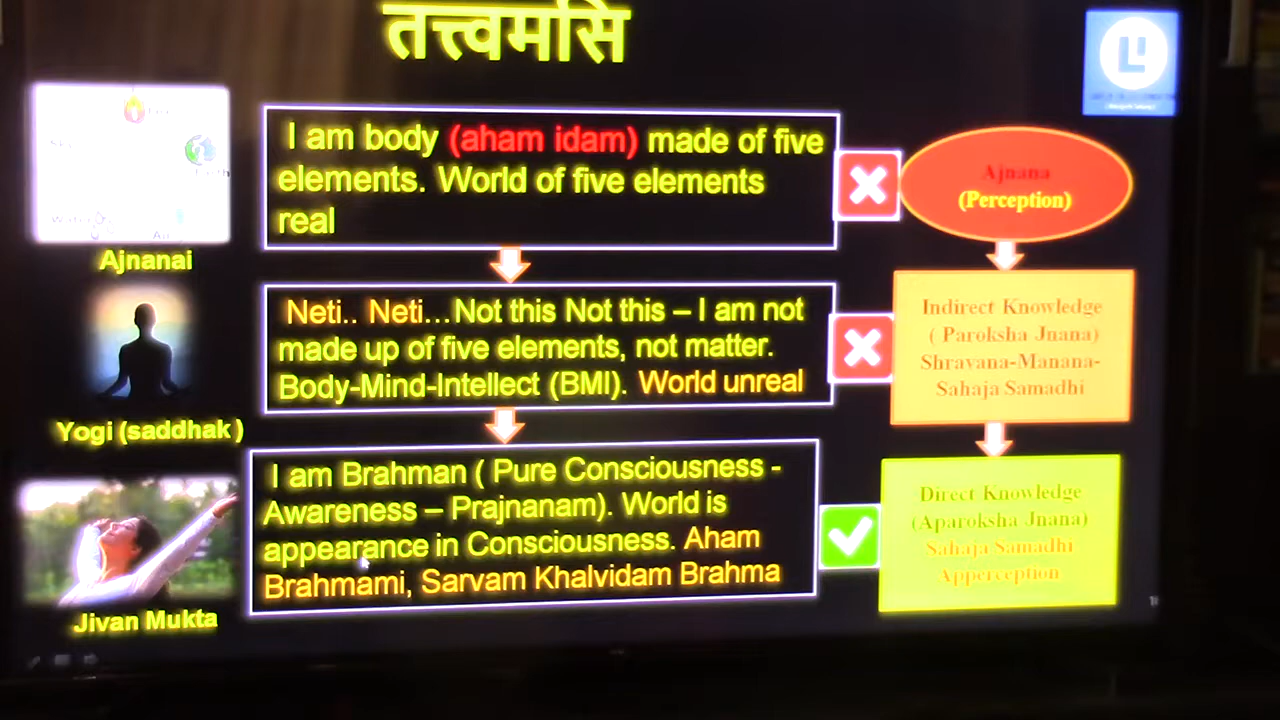 तत्त्वमसि
I am body (aham idam) made of five
elements. World of five elements
real
Ajnana
(Perception)
Ajnanai
Neti.. Neti...Not this Not this – I am not
made up of five elements, not matter.
Body-Mind-Intellect (BMI). World unreal
Indirect Knowledge
( Paroksha Jnana)
Shravana-Manana-
Sahaja Samadhi
Yogi (saddhak )
I am Brahman ( Pure Consciousness -
Awareness – Prajnanam). World is
appearance in Consciousness. Aham
Brahmami, Sarvam Khalvidam Brahma
Direct Knowledge
(Aparoksha Jnana)
Sahaja Samadhi
Apperception
Jivan Mukta